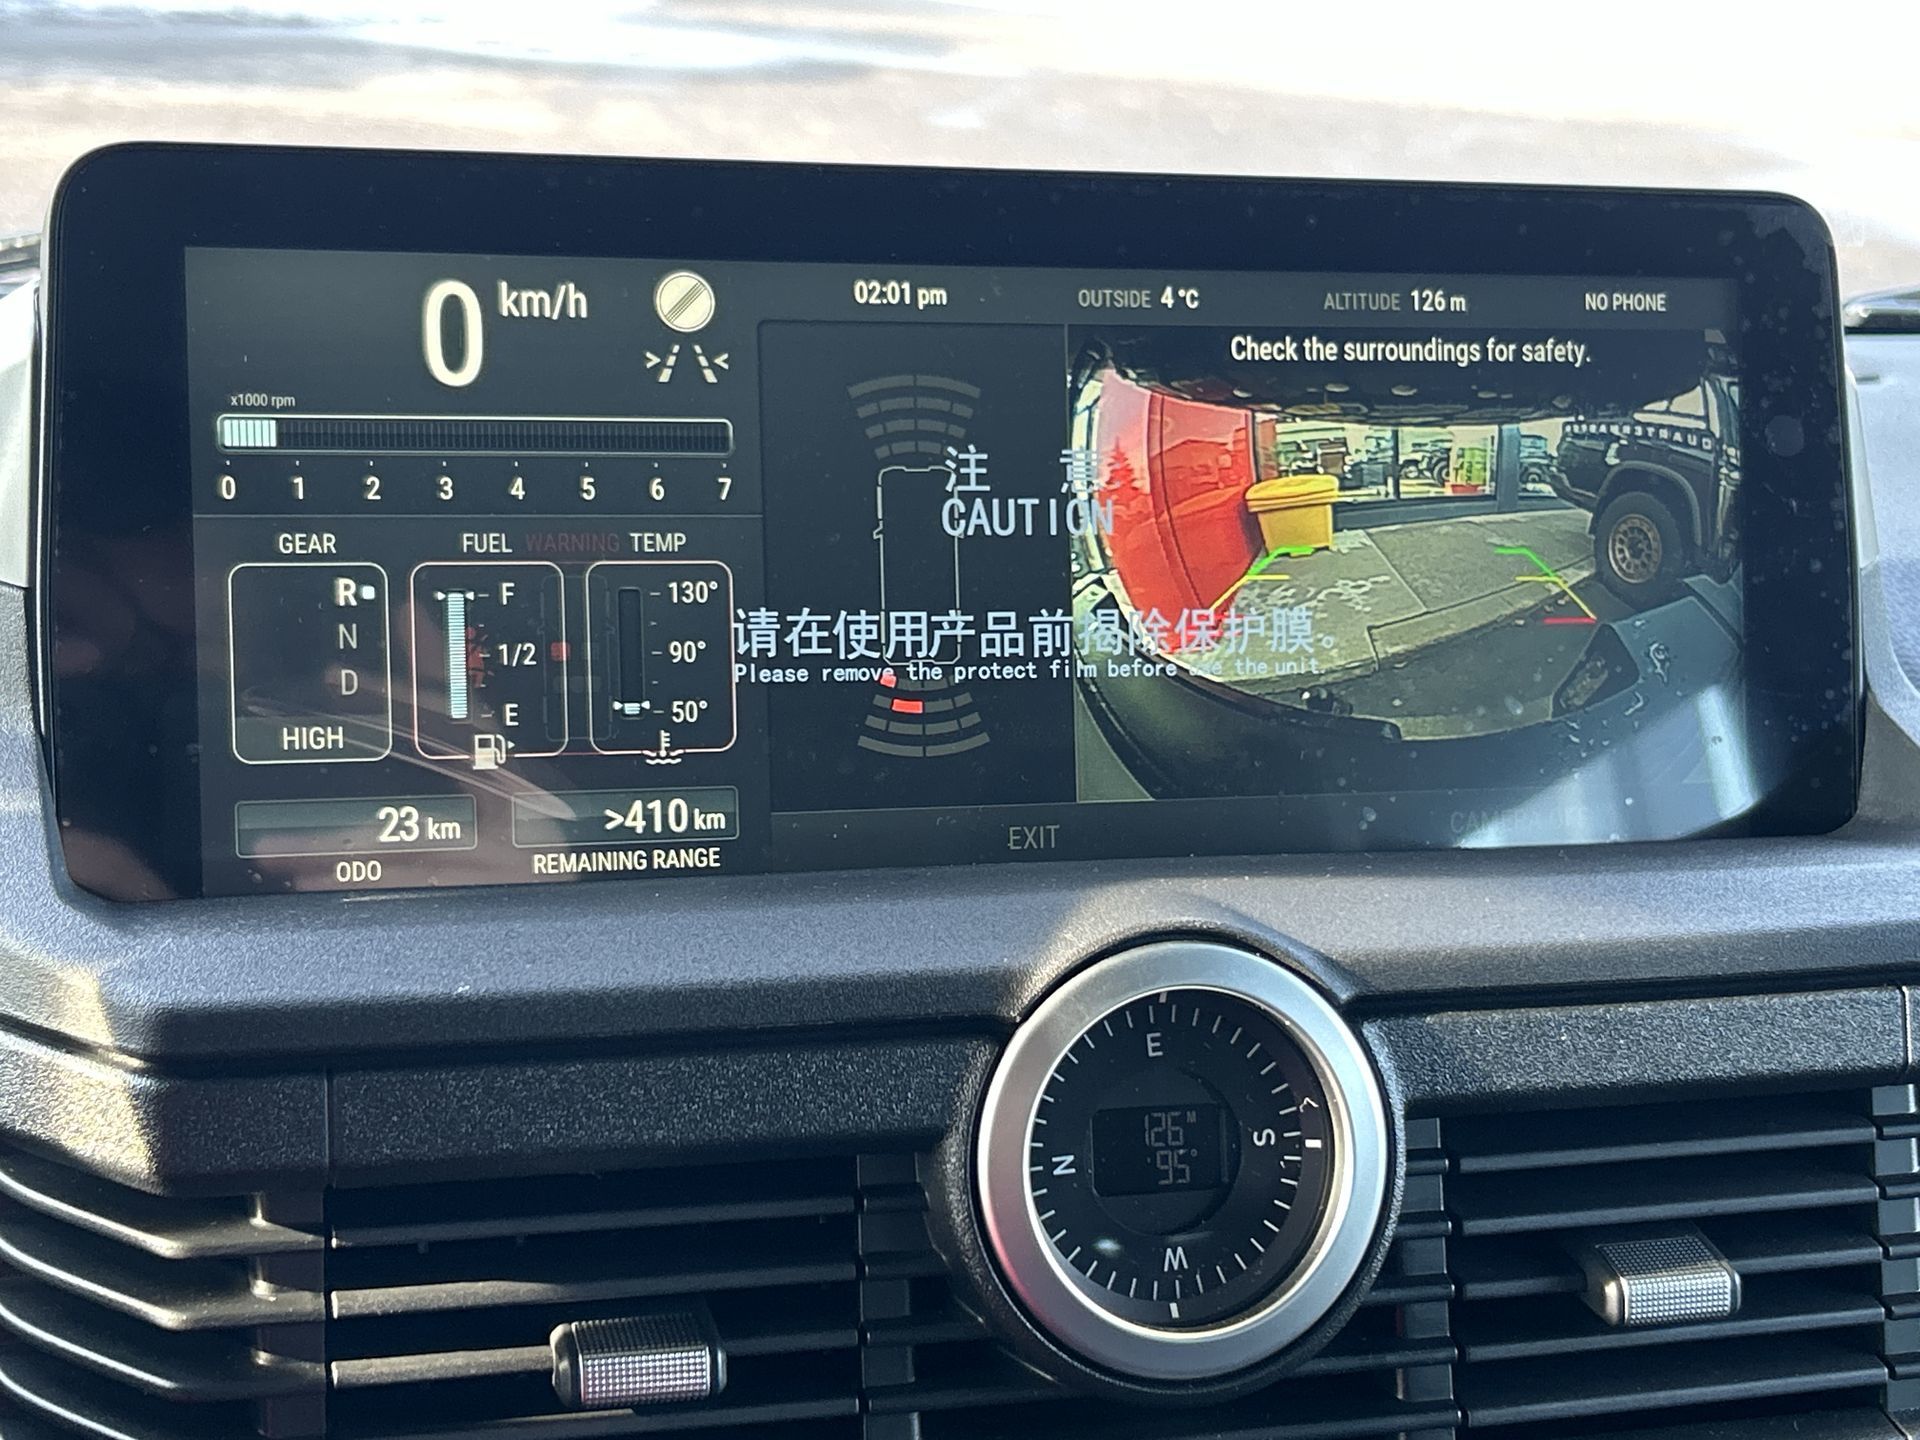 0 km/h
02:01 pm
OUTSIDE 4 °C
ALTITUDE 126 m
NO PHONE
Check the surroundings for safety.
x1000 rpm
0 1 2 3 4 5 6 7
注 意
CAUTION
GEAR
FUEL
WARNING
TEMP
R
N
D
HIGH
F
1/2
E
130°
90°
50°
请在使用产品前揭除保护膜。
Please remove the protect film before use the unit.
23 km
ODO
>410 km
REMAINING RANGE
EXIT
E
S
W
N
126 M
95°